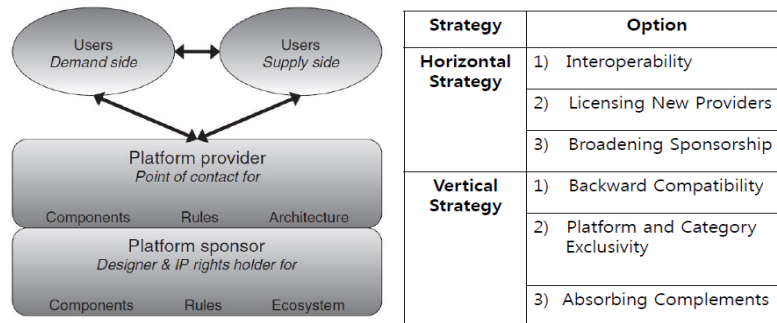 Users
Demand side
Users
Supply side
Platform provider
Point of contact for
Components Rules Architecture
Platform sponsor
Designer & IP rights holder for
Components Rules Ecosystem
Strategy Option
Horizontal
Strategy
1) Interoperability
2) Licensing New Providers
3) Broadening Sponsorship
Vertical
Strategy
1) Backward Compatibility
2) Platform and Category
Exclusivity
3) Absorbing Complements